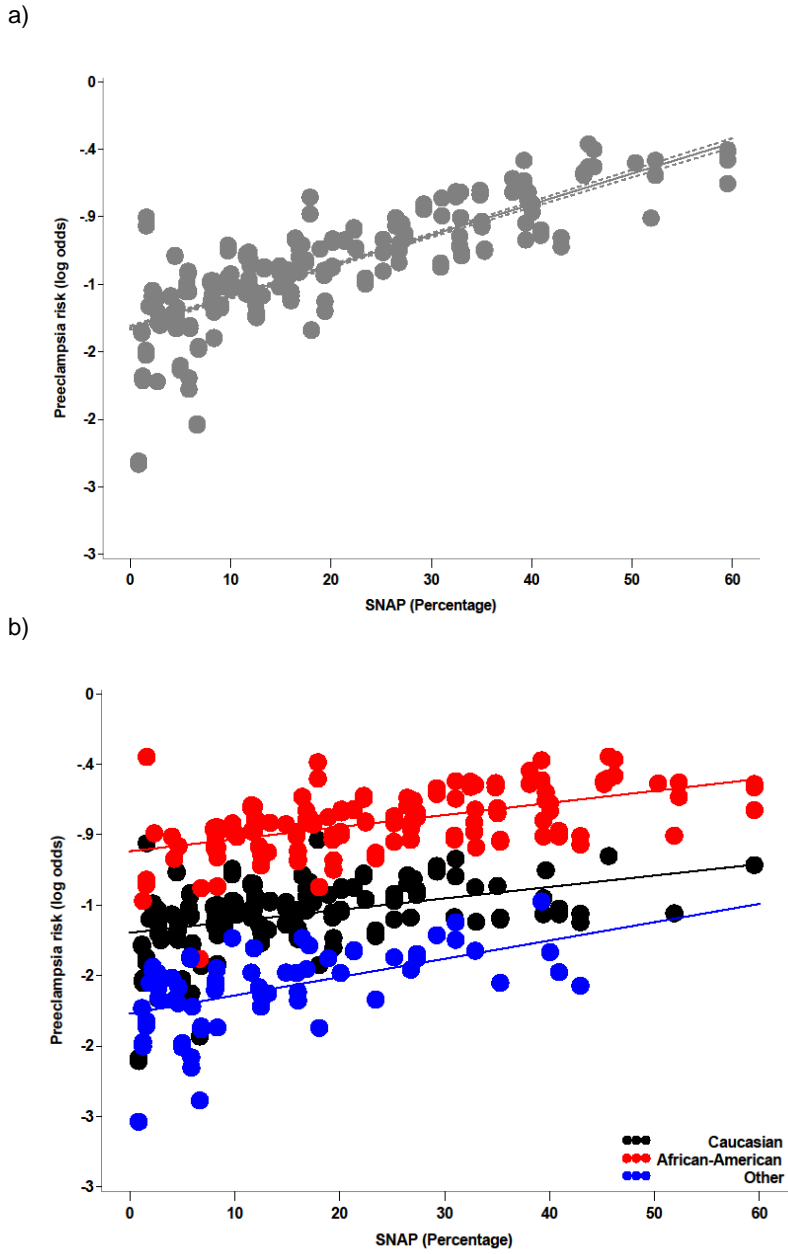 a)
0
-.4
-.9
-1
-2
-2
-3
-3
Preeclampsia risk (log odds)
0 10 20 30 40 50 60
SNAP (Percentage)
b)
0
-.4
-.9
-1
-2
-2
-3
-3
Preeclampsia risk (log odds)
Caucasian
African-American
Other
0 10 20 30 40 50 60
SNAP (Percentage)